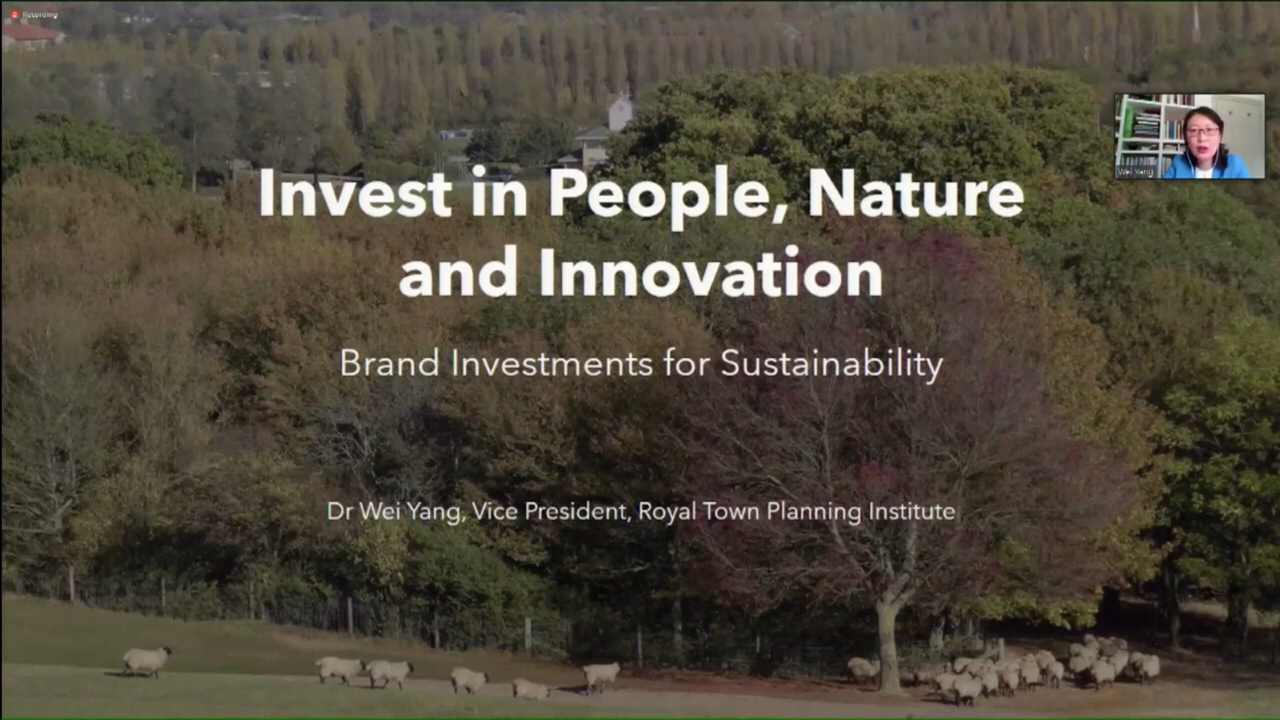 Recording
Invest in People, Nature
and Innovation
Brand Investments for Sustainability
Dr Wei Yang, Vice President, Royal Town Planning Institute
Wei Yang